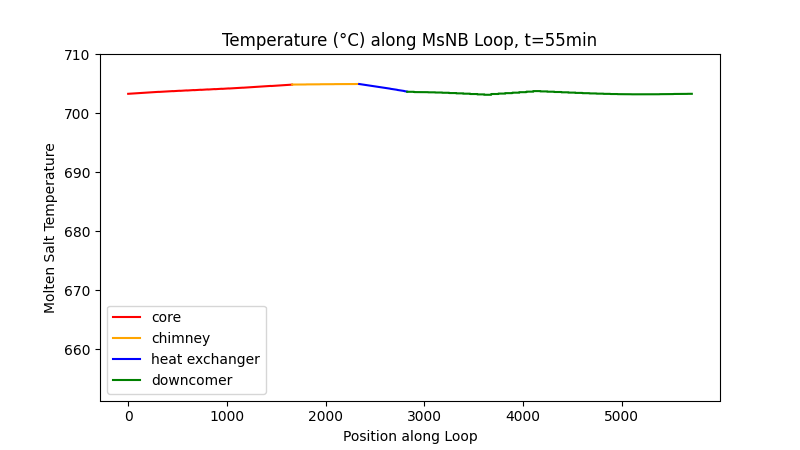 Temperature (°C) along MsNB Loop, t=55min
Molten Salt Temperature
710
700
690
680
670
660
core
chimney
heat exchanger
downcomer
0 1000 2000 3000 4000 5000
Position along Loop